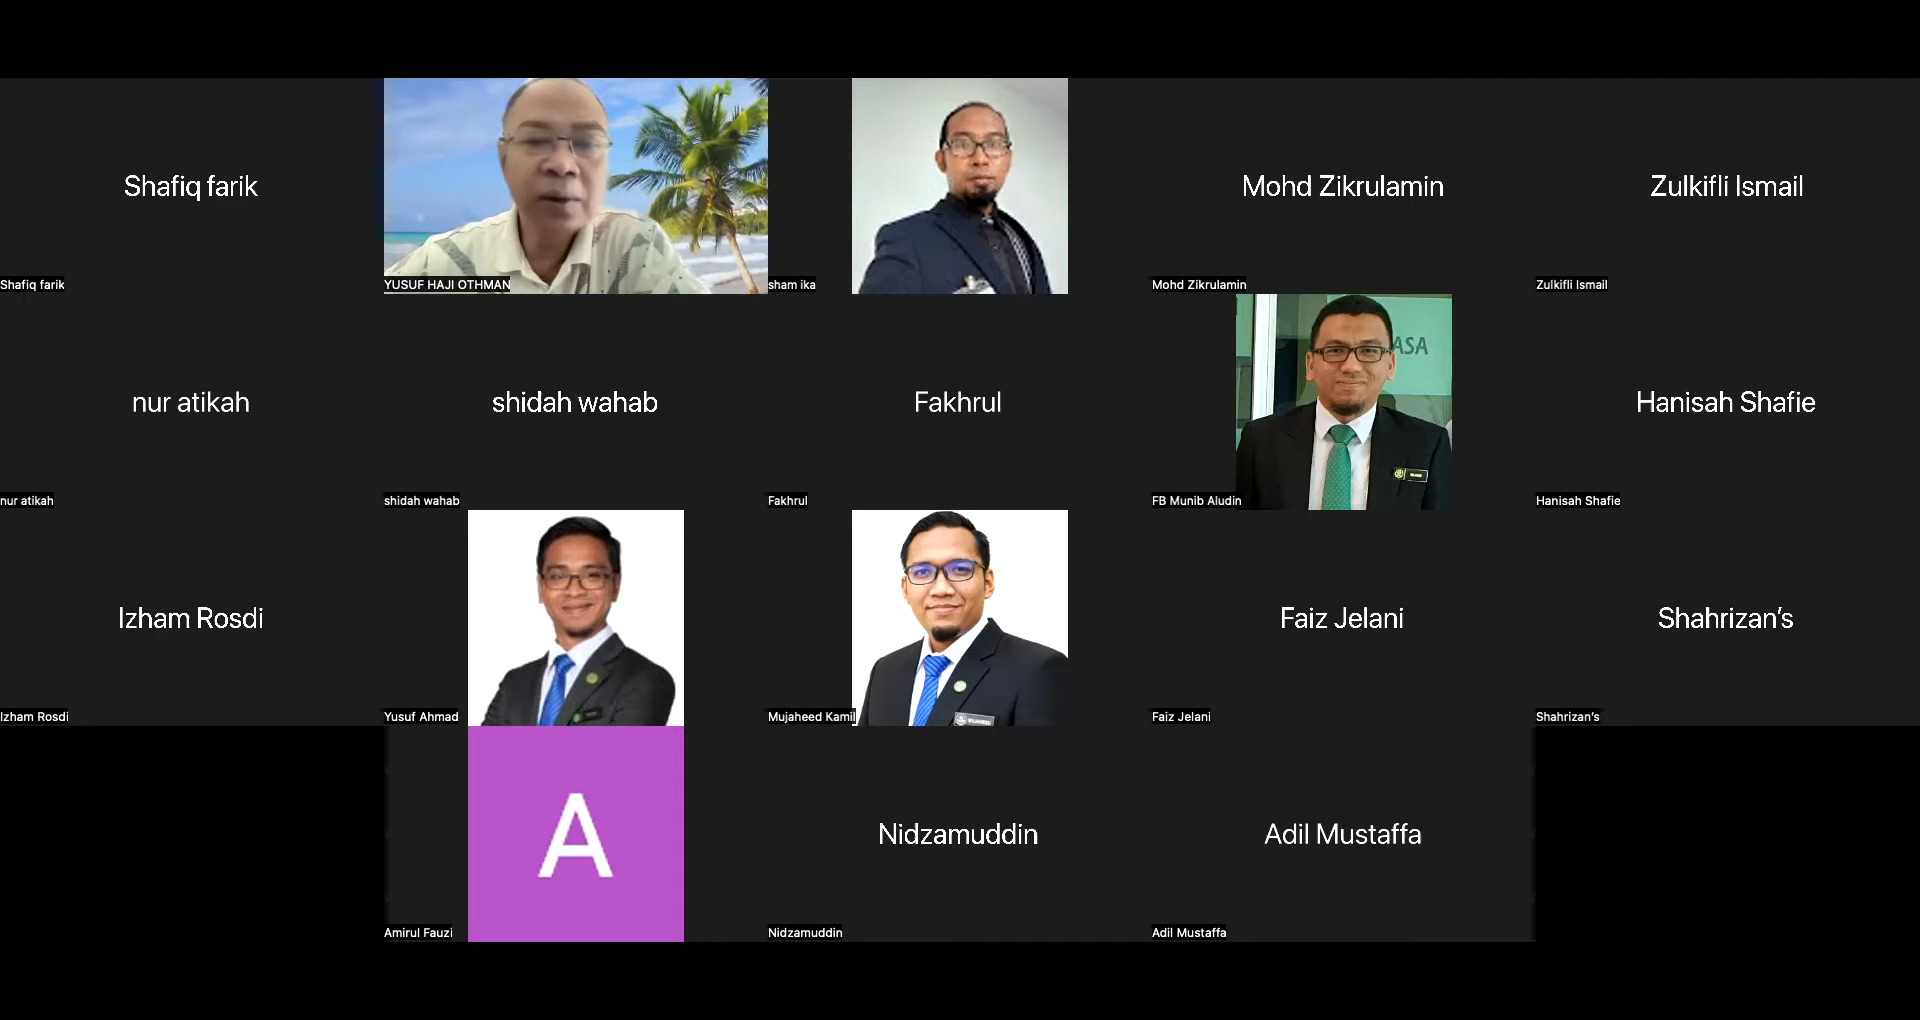 Shafiq farik
Shafiq farik
YUSUF HAJI OTHMAN
sham ika
Mohd Zikrulamin
Mohd Zikrulamin
Zulkifli Ismail
Zulkifli Ismail
nur atikah
nur atikah
shidah wahab
shidah wahab
Fakhrul
Fakhrul
ASA
FB Munib Aludin
Hanisah Shafie
Hanisah Shafie
Izham Rosdi
Izham Rosdi
Yusuf Ahmad
MUJAHEED
Mujaheed Kamil
Faiz Jelani
Faiz Jelani
Shahrizan's
Shahrizan's
A
Amirul Fauzi
Nidzamuddin
Nidzamuddin
Adil Mustaffa
Adil Mustaffa